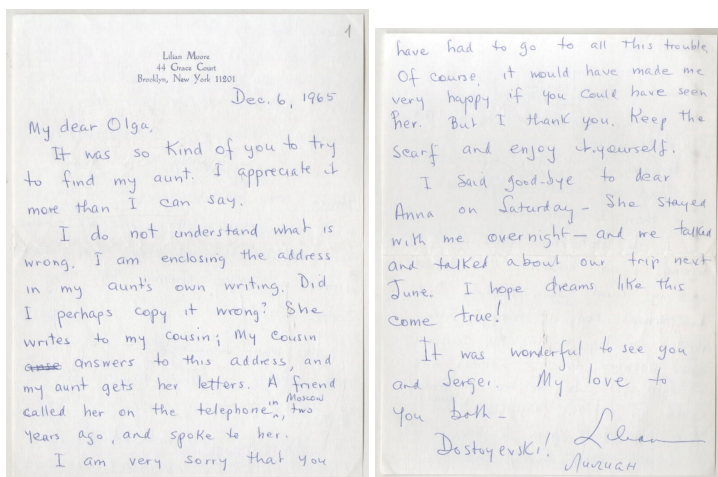 1
Lilian Moore
44 Grace Court
Brooklyn, New York 11201
Dec. 6, 1965
My dear Olga,
It was so kind of you to try
to find my aunt. I appreciate it
more than I can say.
I do not understand what is
wrong. I am enclosing the address
in my aunt's own writing. Did
I perhaps copy it wrong? She
writes to my cousin; My cousin
answers to this address, and
my aunt gets her letters. A friend
called her on the telephone in Moscow, two
years ago, and spoke to her.
I am very sorry that you
have had to go to all this trouble
Of course, it would have made me
very happy if you could have seen
her. But I thank you. Keep the
scarf and enjoy it yourself.
I said good-bye to dear
Anna on Saturday – She stayed
with me overnight – and we talked
and talked about our trip next
June. I hope dreams like this
come true!
It was wonderful to see you
and Sergei. My love to
you both –
Dostoyevski! Lilian
Лилиан